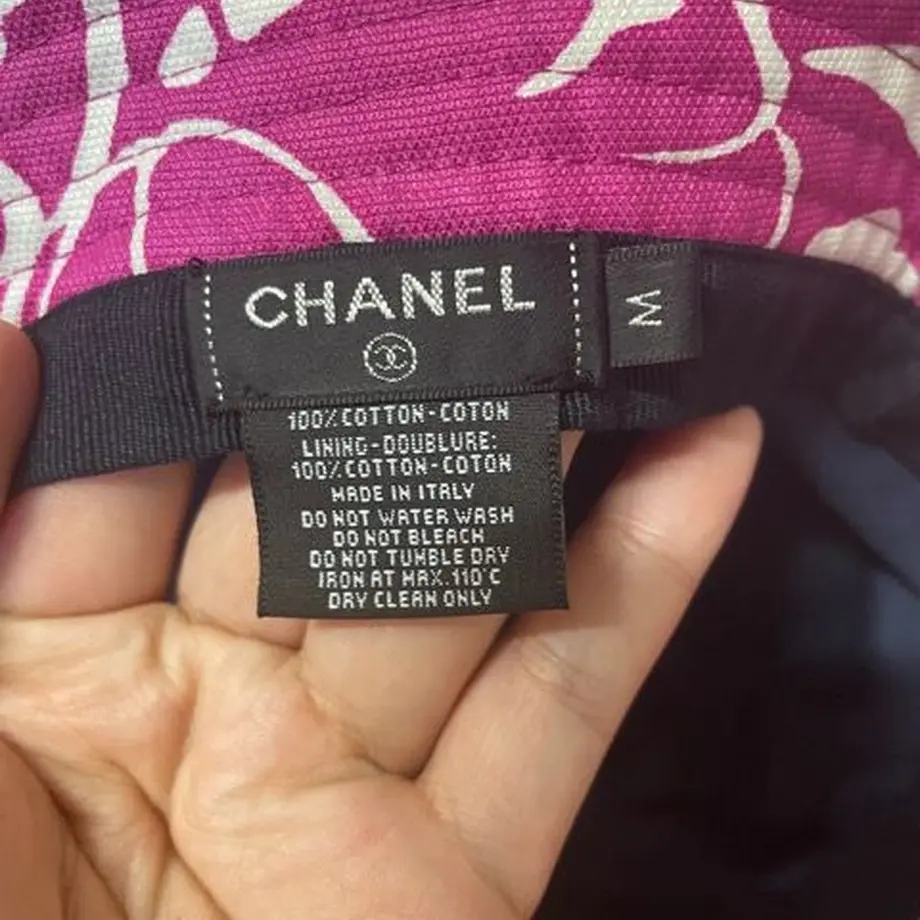 CHANEL
M
100% COTTON-COTON
LINING-DOUBLURE:
100% COTTON-COTON
MADE IN ITALY
DO NOT WATER WASH
DO NOT BLEACH
DO NOT TUMBLE DRY
IRON AT MAX. 110°C
DRY CLEAN ONLY